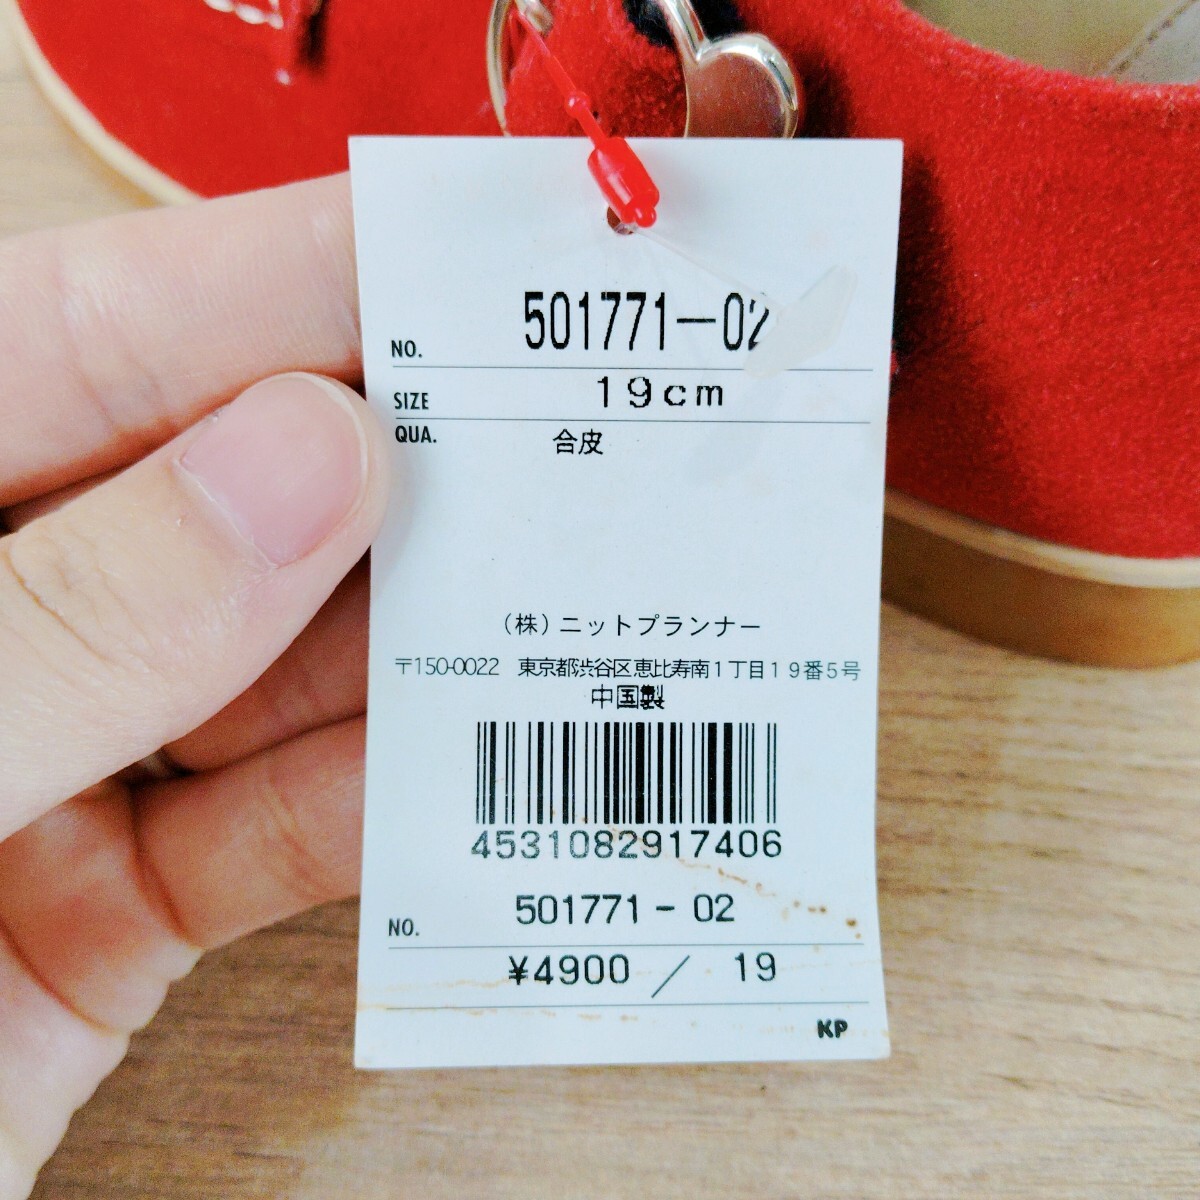 NO. 501771-02
SIZE 19cm
QUA. 合皮
(株)ニットプランナー
〒150-0022 東京都渋谷区恵比寿南1丁目19番5号
中国製
4531082917406
NO. 501771-02
¥4900 / 19
KP